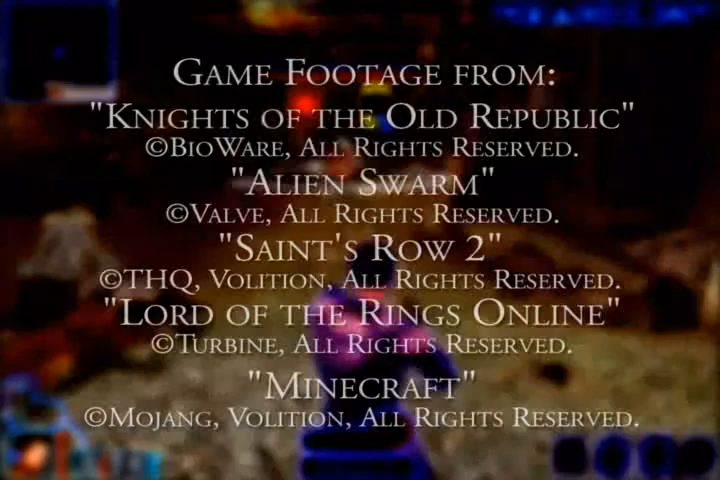 Game Footage from:
"Knights of the Old Republic"
©BioWare, All Rights Reserved.
"Alien Swarm"
©Valve, All Rights Reserved.
"Saint's Row 2"
©THQ, Volition, All Rights Reserved.
"Lord of the Rings Online"
©Turbine, All Rights Reserved.
"Minecraft"
©Mojang, Volition, All Rights Reserved.